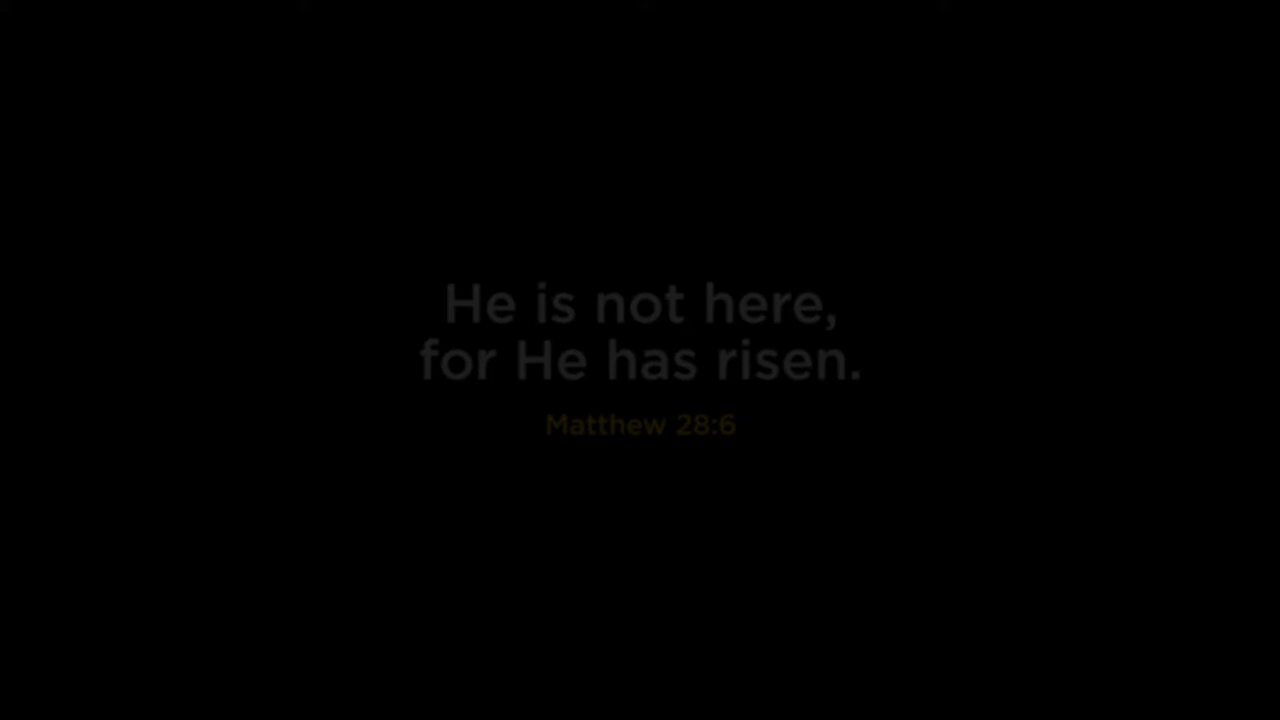 He is not here,
for He has risen.
Matthew 28:6